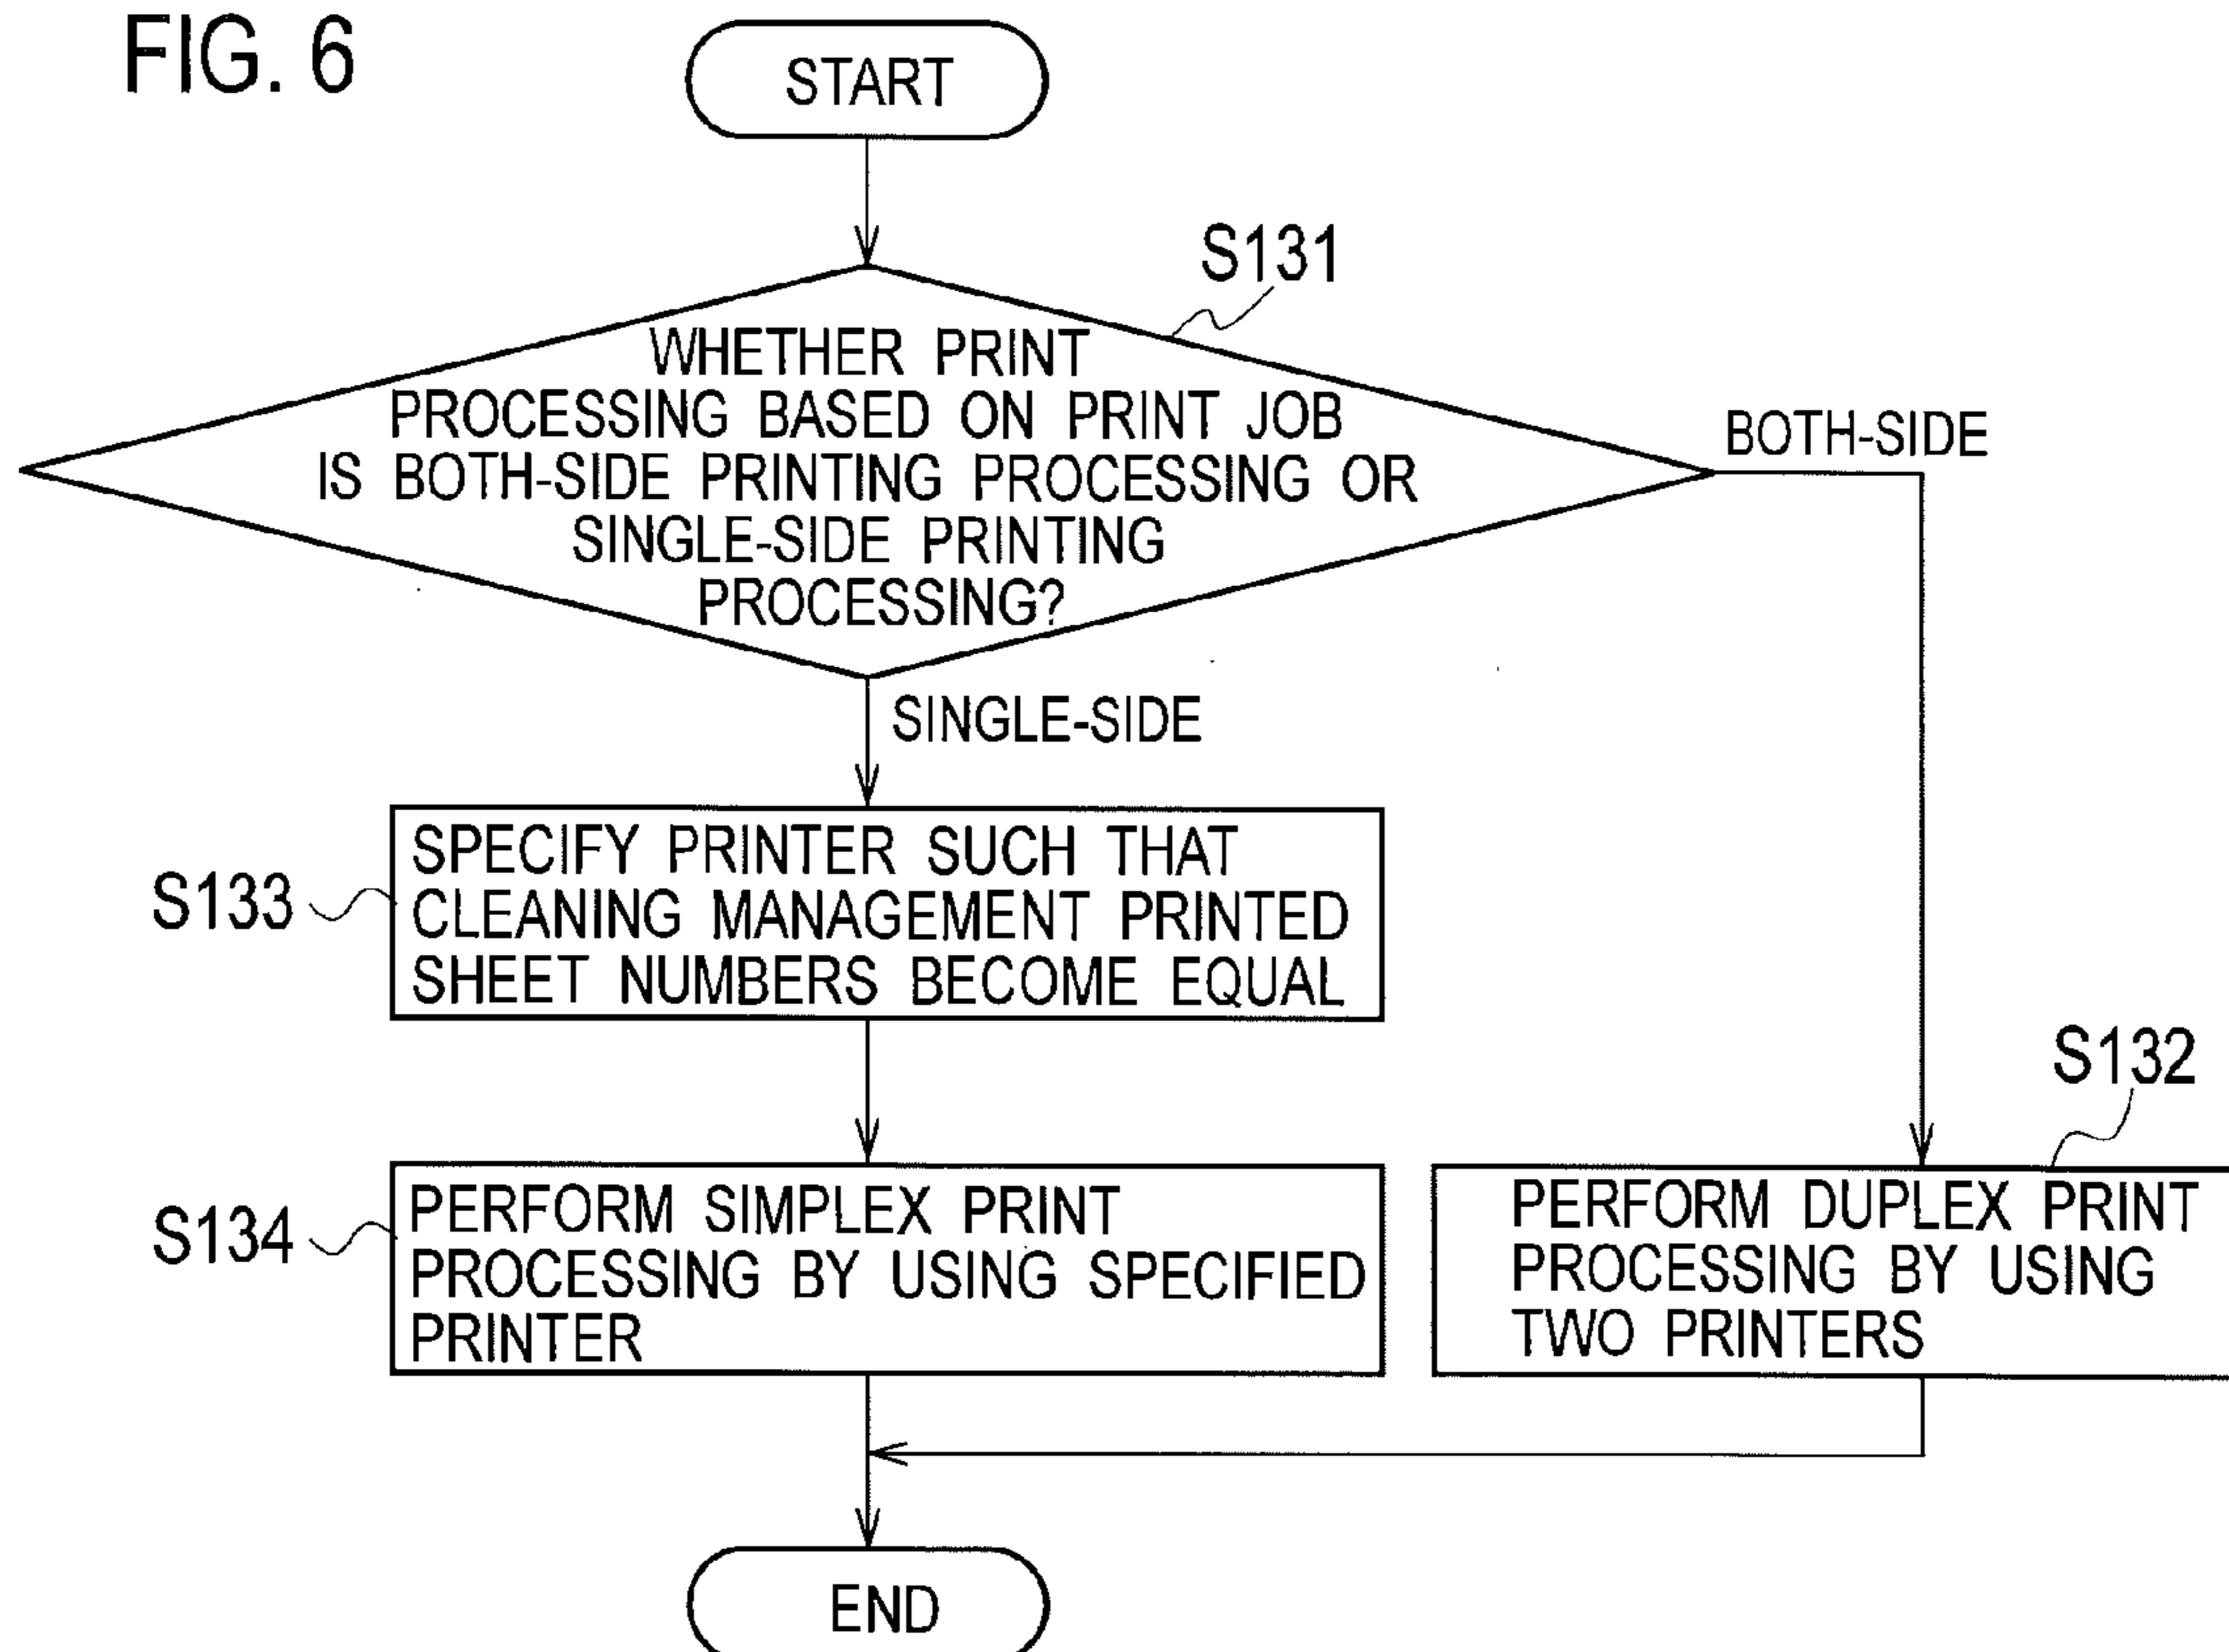 FIG. 6
START
S131
WHETHER PRINT
PROCESSING BASED ON PRINT JOB
IS BOTH-SIDE PRINTING PROCESSING OR
SINGLE-SIDE PRINTING
PROCESSING?
BOTH-SIDE
SINGLE-SIDE
S133
SPECIFY PRINTER SUCH THAT
CLEANING MANAGEMENT PRINTED
SHEET NUMBERS BECOME EQUAL
S134
PERFORM SIMPLEX PRINT
PROCESSING BY USING SPECIFIED
PRINTER
S132
PERFORM DUPLEX PRINT
PROCESSING BY USING
TWO PRINTERS
END